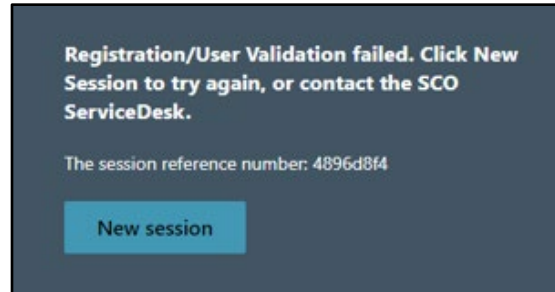 Registration/User Validation failed. Click New
Session to try again, or contact the SCO
ServiceDesk.
The session reference number: 4896d8f4
New session